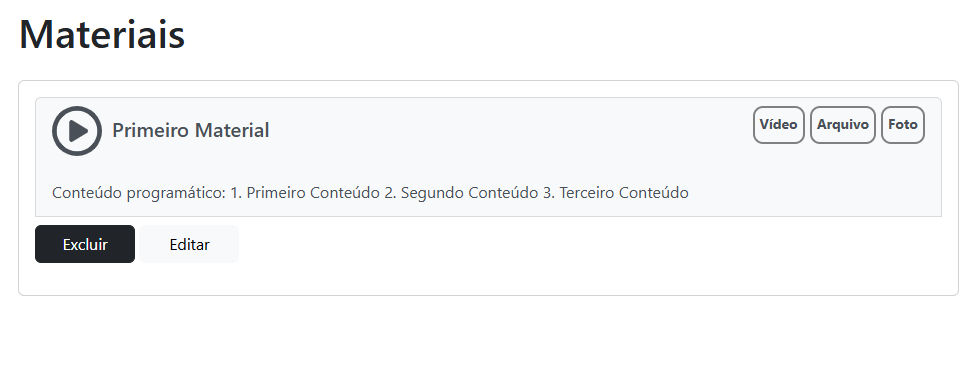 Materiais
Primeiro Material
Vídeo
Arquivo
Foto
Conteúdo programático: 1. Primeiro Conteúdo 2. Segundo Conteúdo 3. Terceiro Conteúdo
Excluir
Editar